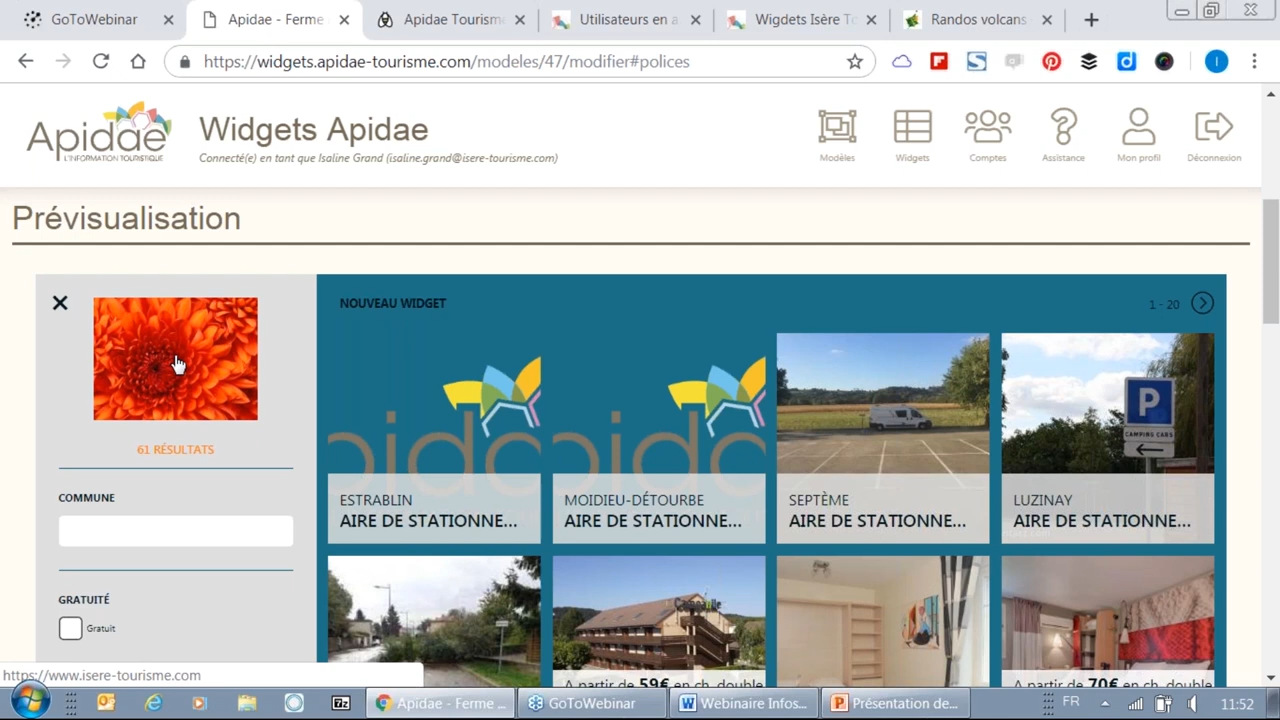 GoToWebinar
Apidae - Ferme
Apidae Tourisme
Utilisateurs en a
Wigdets Isère To
Randos volcans
https://widgets.apidae-tourisme.com/modeles/47/modifier#polices
Apidae
L'INFORMATION TOURISTIQUE
Widgets Apidae
Connecté(e) en tant que Isaline Grand (isaline.grand@isere-tourisme.com)
Modèles
Widgets
Comptes
Assistance
Mon profil
Déconnexion
Prévisualisation
61 RÉSULTATS
COMMUNE
GRATUITÉ
Gratuit
NOUVEAU WIDGET
1 - 20
ESTRABLIN
AIRE DE STATIONNE...
MOIDIEU-DÉTOURBE
AIRE DE STATIONNE...
SEPTÈME
AIRE DE STATIONNE...
P
CAMPING CARS
LUZINAY
AIRE DE STATIONNE...
A partir de 59€ en ch. double
A partir de 70€ en ch. double
https://www.isere-tourisme.com
Apidae - Ferme ...
GoToWebinar
Webinaire Infos...
Présentation de...
FR
11:52